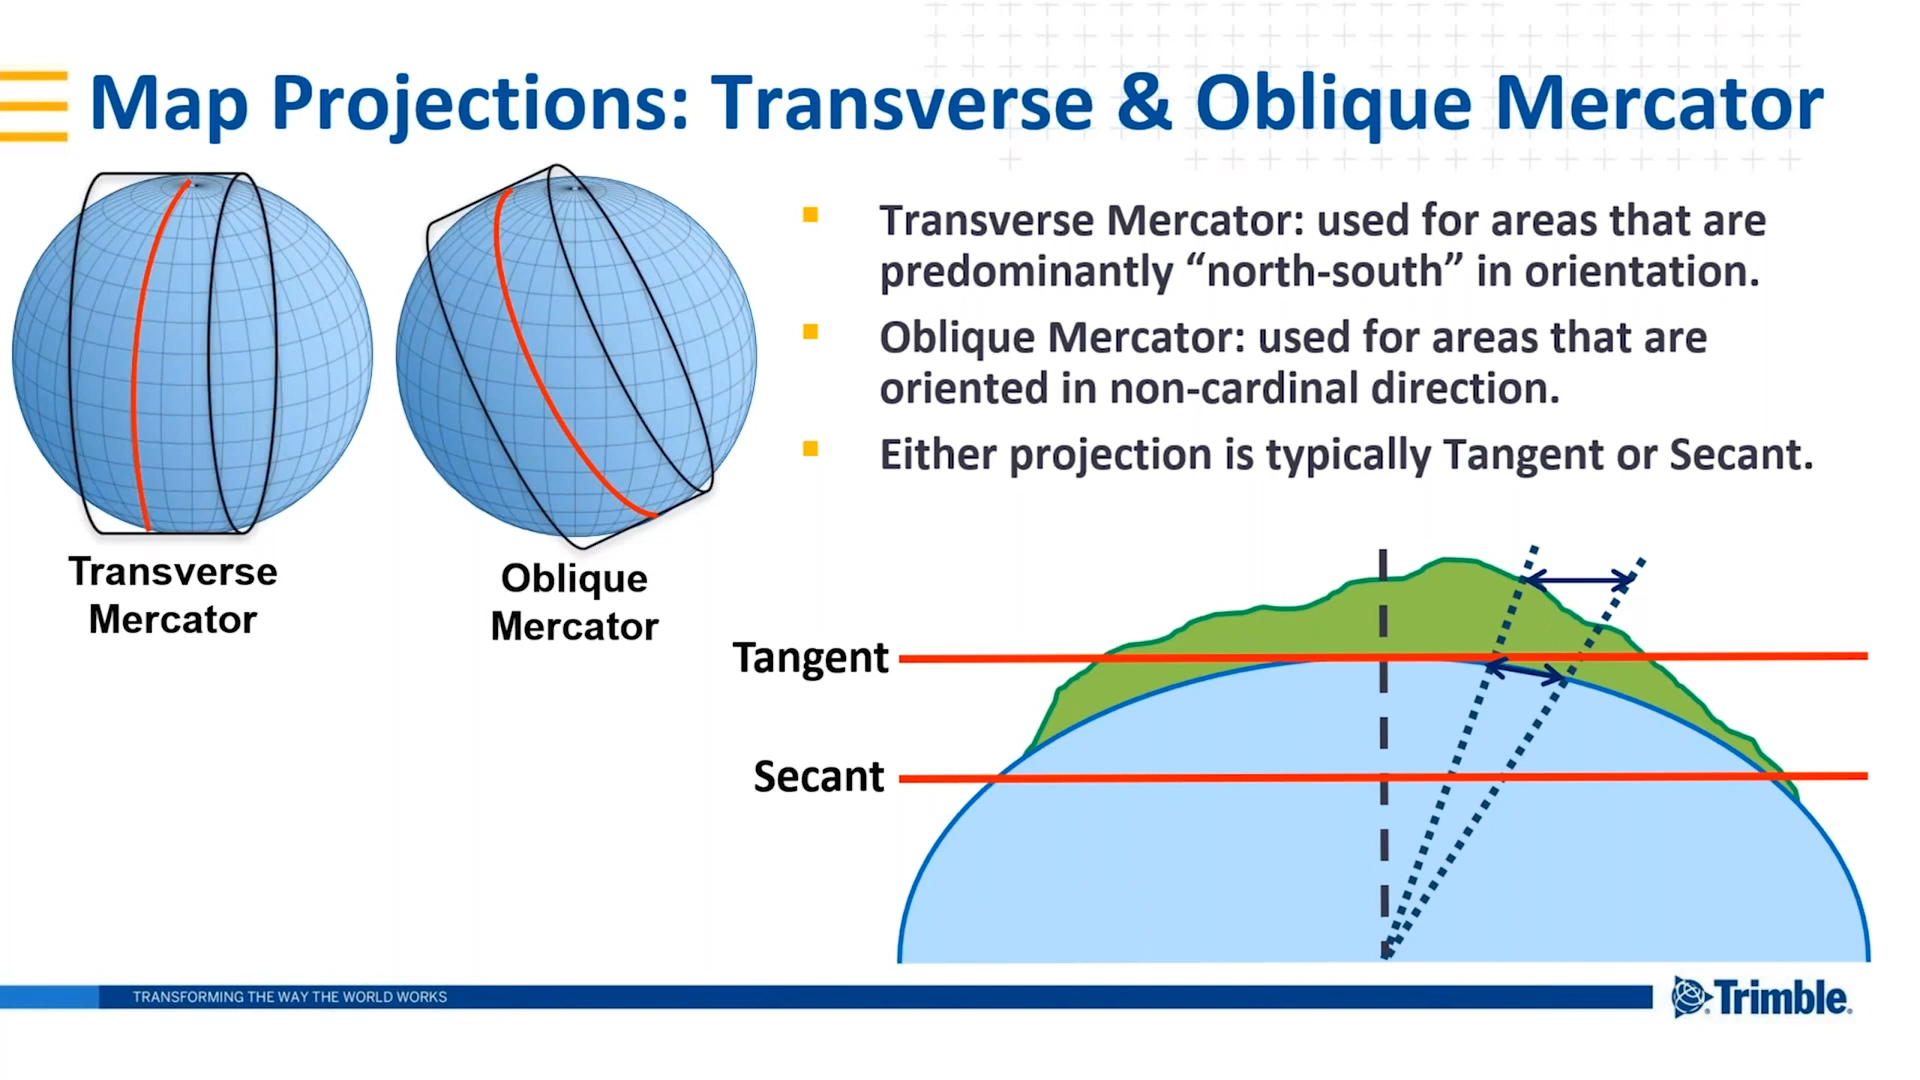 Map Projections: Transverse & Oblique Mercator
Transverse
Mercator
Oblique
Mercator
▪ Transverse Mercator: used for areas that are
predominantly “north-south” in orientation.
▪ Oblique Mercator: used for areas that are
oriented in non-cardinal direction.
▪ Either projection is typically Tangent or Secant.
Tangent
Secant
TRANSFORMING THE WAY THE WORLD WORKS
Trimble.